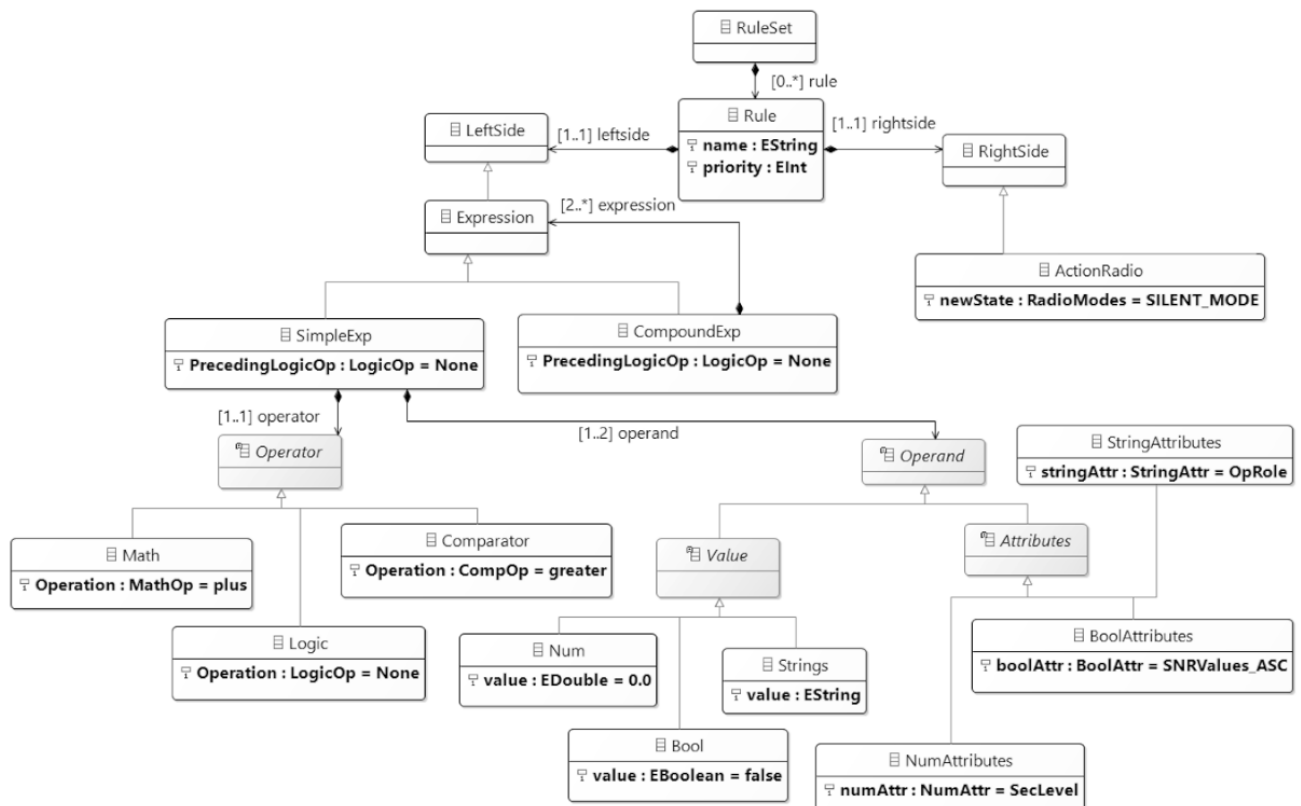 RuleSet
[0..*] rule
Rule
name : EString
priority : EInt
[1..1] leftside
[1..1] rightside
LeftSide
RightSide
Expression
[2..*] expression
ActionRadio
newState : RadioModes = SILENT_MODE
SimpleExp
PrecedingLogicOp : LogicOp = None
CompoundExp
PrecedingLogicOp : LogicOp = None
[1..1] operator
[1..2] operand
Operator
Operand
StringAttributes
stringAttr : StringAttr = OpRole
Math
Operation : MathOp = plus
Comparator
Operation : CompOp = greater
Value
Attributes
Logic
Operation : LogicOp = None
Num
value : EDouble = 0.0
Strings
value : EString
BoolAttributes
boolAttr : BoolAttr = SNRValues_ASC
Bool
value : EBoolean = false
NumAttributes
numAttr : NumAttr = SecLevel